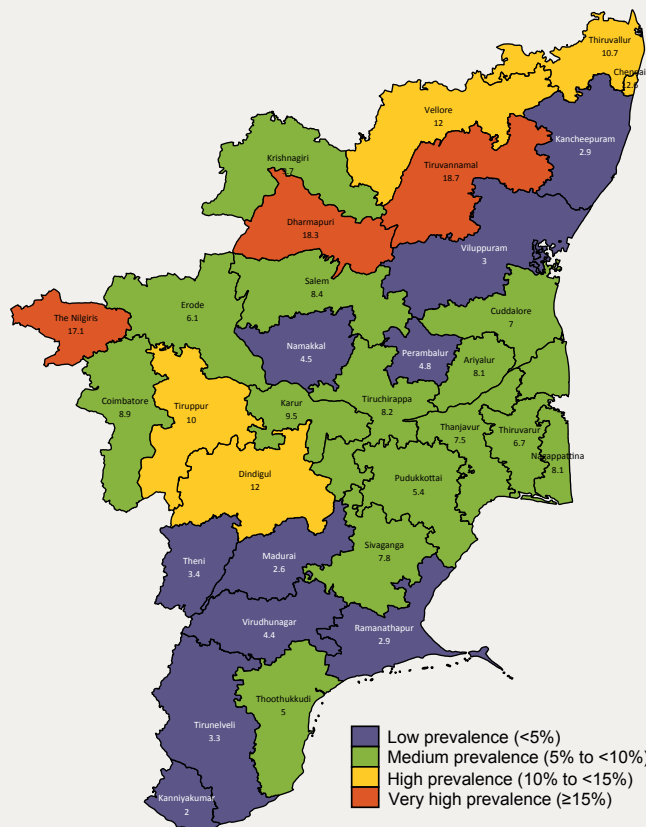 Thiruvallur
10.7
Chennai
12.6
Vellore
12
Kancheepuram
2.9
Krishnagiri
Tiruvannamal
18.7
Dharmapuri
18.3
Viluppuram
3
Salem
8.4
Erode
6.1
The Nilgiris
17.1
Cuddalore
7
Namakkal
4.5
Perambalur
4.8
Ariyalur
8.1
Coimbatore
8.9
Tiruppur
10
Karur
9.5
Tiruchirappa
8.2
Thanjavur
7.5
Thiruvarur
6.7
Nagappattina
8.1
Dindigul
12
Pudukkottai
5.4
Sivaganga
7.8
Theni
3.4
Madurai
2.6
Virudhunagar
4.4
Ramanathapur
2.9
Thoothukkudi
5
Tirunelveli
3.3
Kanniyakumar
2
Low prevalence (<5%)
Medium prevalence (5% to <10%)
High prevalence (10% to <15%)
Very high prevalence (≥15%)